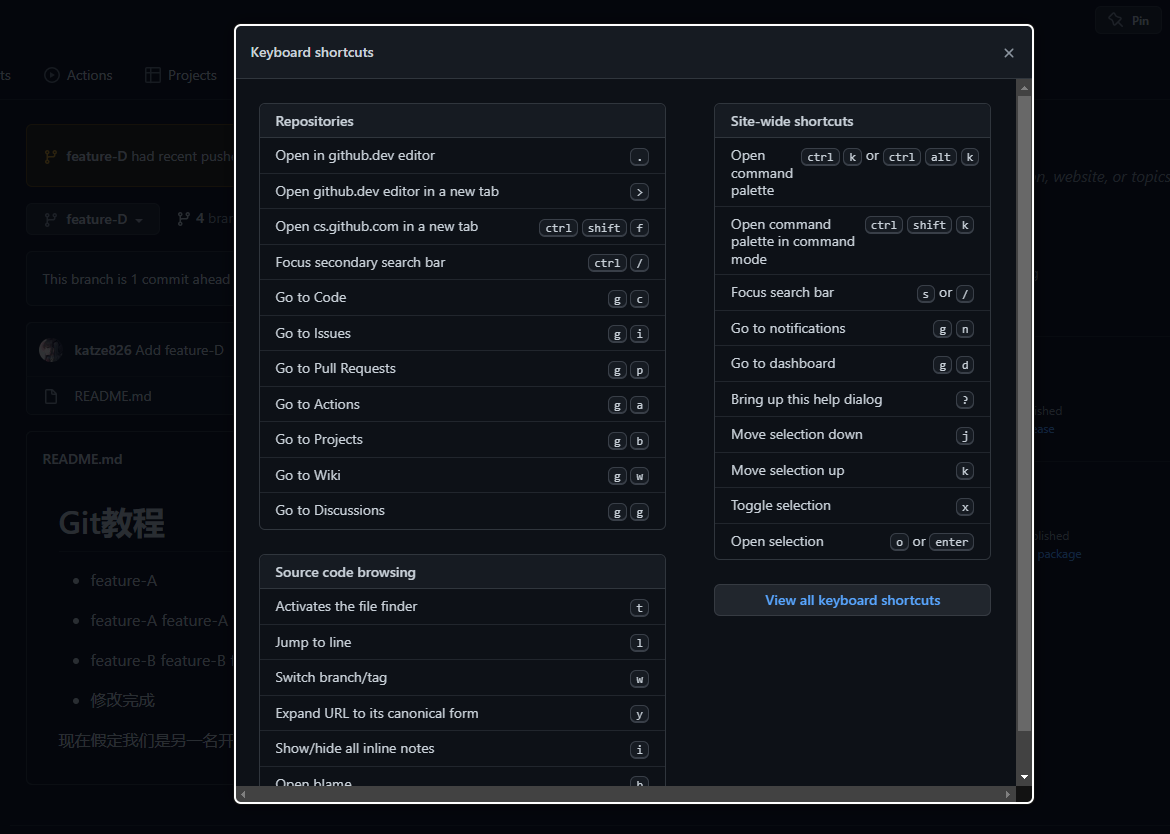 Pin
ts
Actions
Projects
feature-D had recent push
feature-D
4 bran
This branch is 1 commit ahead
katze826 Add feature-D
README.md
README.md
Git教程
feature-A
feature-A feature-A
feature-B feature-B
修改完成
现在假定我们是另一名开
Keyboard shortcuts
Repositories
Open in github.dev editor .
Open github.dev editor in a new tab >
Open cs.github.com in a new tab ctrl shift f
Focus secondary search bar ctrl /
Go to Code g c
Go to Issues g i
Go to Pull Requests g p
Go to Actions g a
Go to Projects g b
Go to Wiki g w
Go to Discussions g g
Source code browsing
Activates the file finder t
Jump to line l
Switch branch/tag w
Expand URL to its canonical form y
Show/hide all inline notes i
Open blame b
Site-wide shortcuts
Open ctrl k or ctrl alt k
command
palette
Open command ctrl shift k
palette in command
mode
Focus search bar s or /
Go to notifications g n
Go to dashboard g d
Bring up this help dialog ?
Move selection down j
Move selection up k
Toggle selection x
Open selection o or enter
View all keyboard shortcuts
n, website, or topics
ished
ase
lished
package